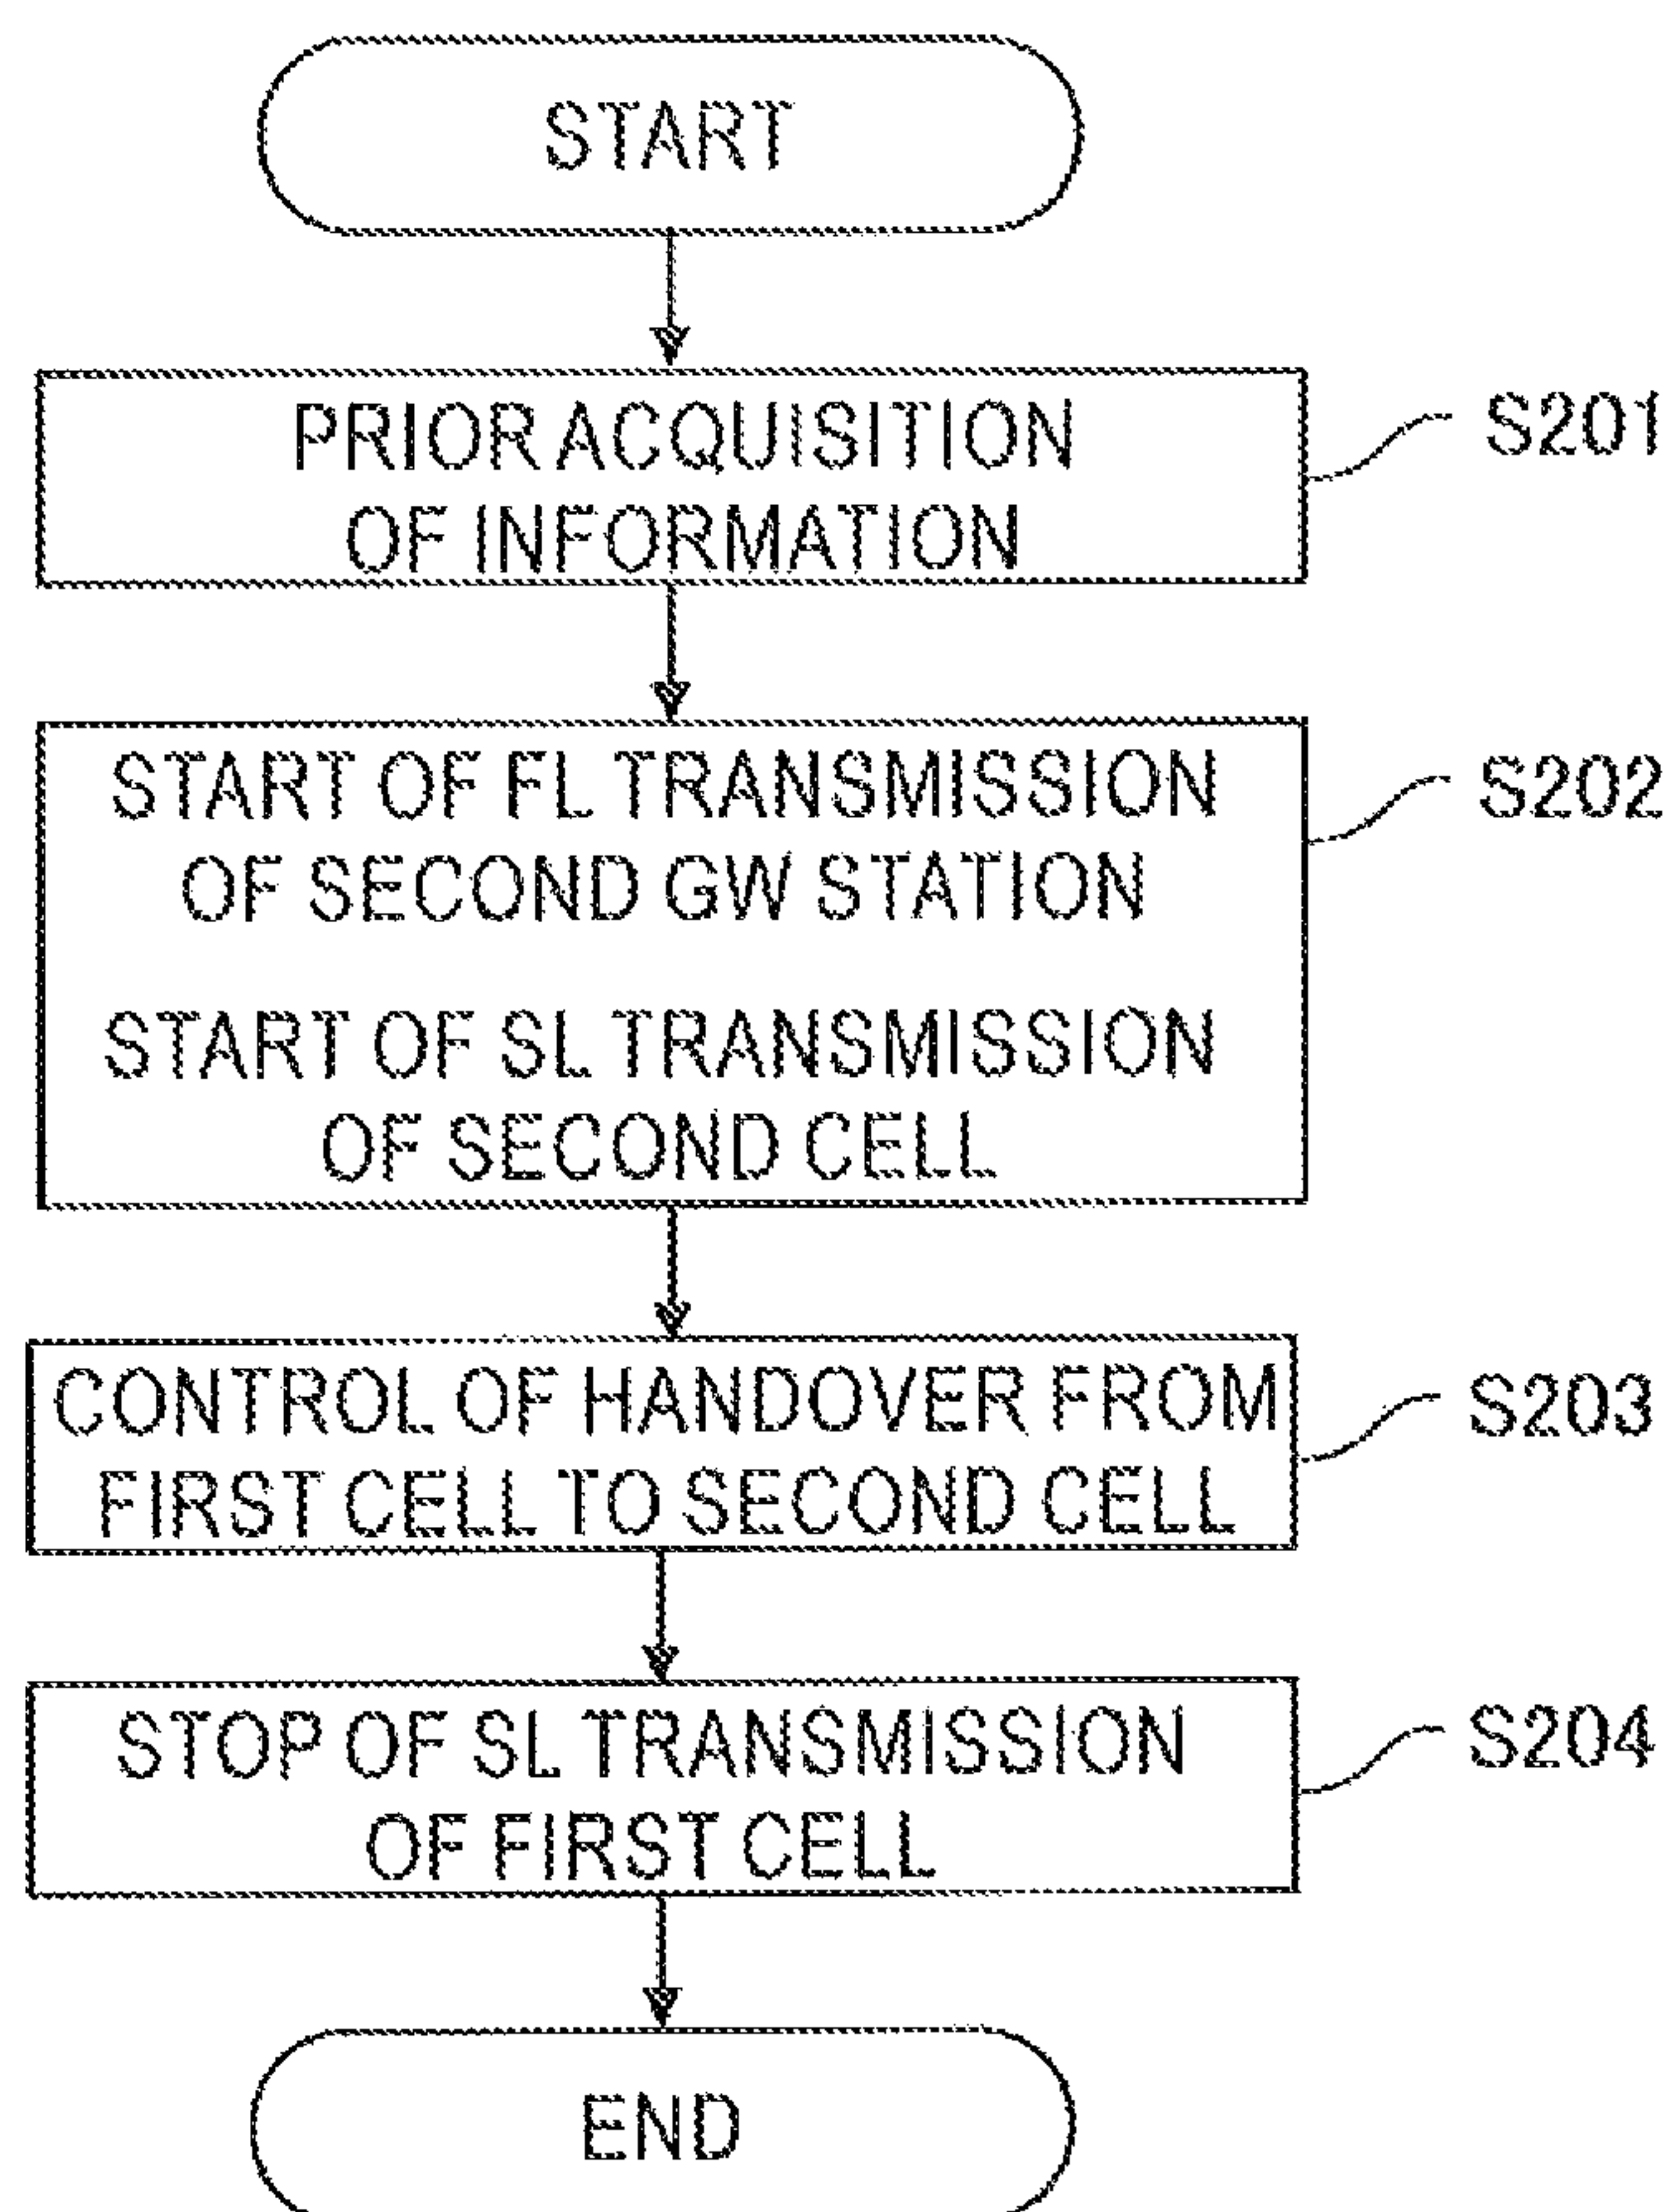 START
PRIOR ACQUISITION
OF INFORMATION
S201
START OF FL TRANSMISSION
OF SECOND GW STATION
START OF SL TRANSMISSION
OF SECOND CELL
S202
CONTROL OF HANDOVER FROM
FIRST CELL TO SECOND CELL
S203
STOP OF SL TRANSMISSION
OF FIRST CELL
S204
END